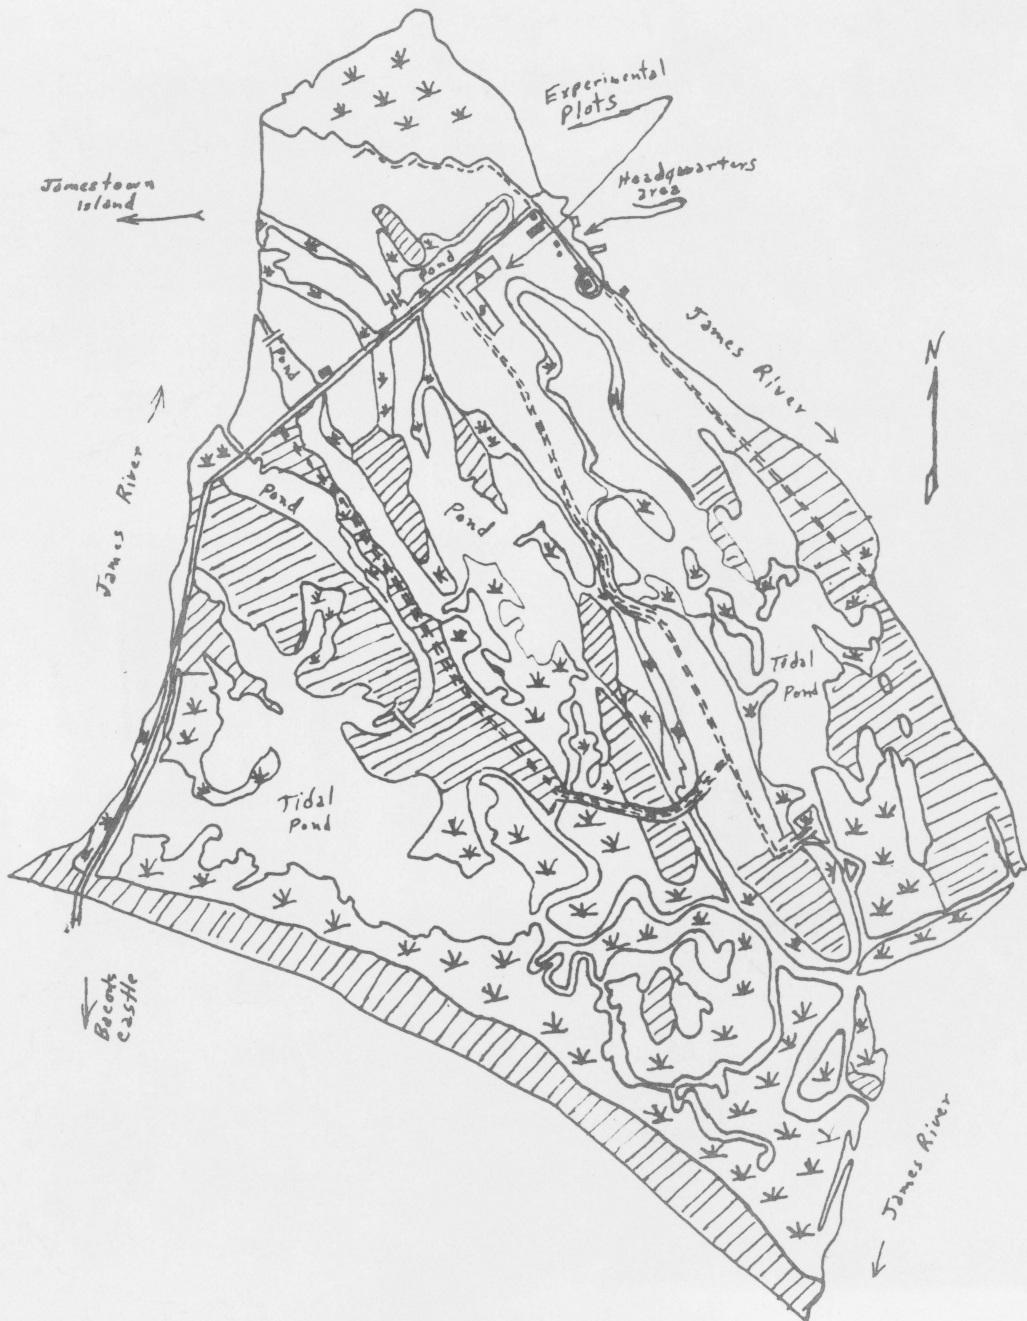 Experimental
Plots
Headquarters
area
Jamestown
Island
Pond
A
B
James River
N
Pond
James River
Pond
Pond
Tidal
Pond
Tidal
Pond
Bacons
Castle
James River